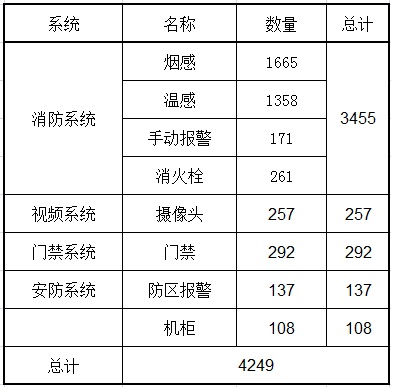 系统 名称 数量 总计
烟感 1665
温感 1358
消防系统 3455
手动报警 171
消火栓 261
视频系统 摄像头 257 257
门禁系统 门禁 292 292
安防系统 防区报警 137 137
机柜 108 108
总计 4249